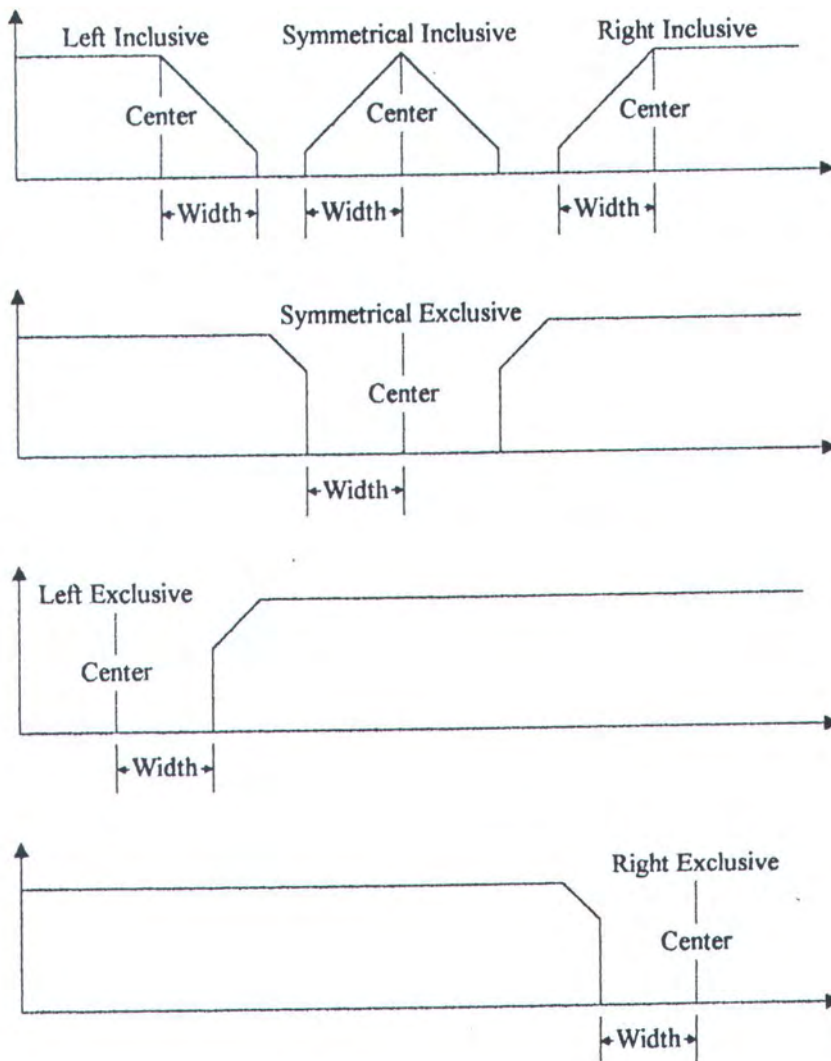 Left Inclusive
Symmetrical Inclusive
Right Inclusive
Center
Center
Center
Width
Width
Width
Symmetrical Exclusive
Center
Width
Left Exclusive
Center
Width
Right Exclusive
Center
Width